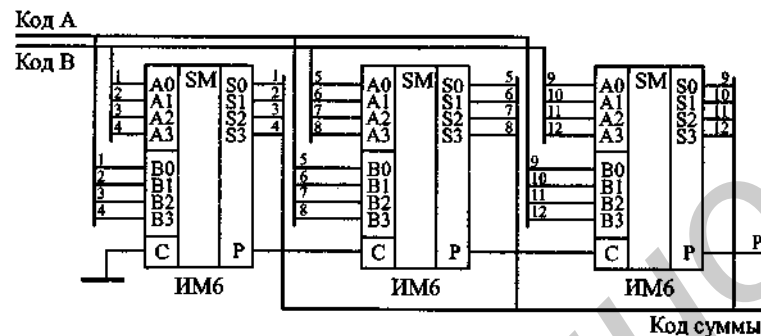 Код А
Код В
1 A0 SM S0 1
2 A1 S1 2
3 A2 S2 3
4 A3 S3 4
1 B0
2 B1
3 B2
4 B3
C P
ИМ6
5 A0 SM S0 5
6 A1 S1 6
7 A2 S2 7
8 A3 S3 8
5 B0
6 B1
7 B2
8 B3
C P
ИМ6
9 A0 SM S0 9
10 A1 S1 10
11 A2 S2 11
12 A3 S3 12
9 B0
10 B1
11 B2
12 B3
C P
ИМ6
P
Код суммы